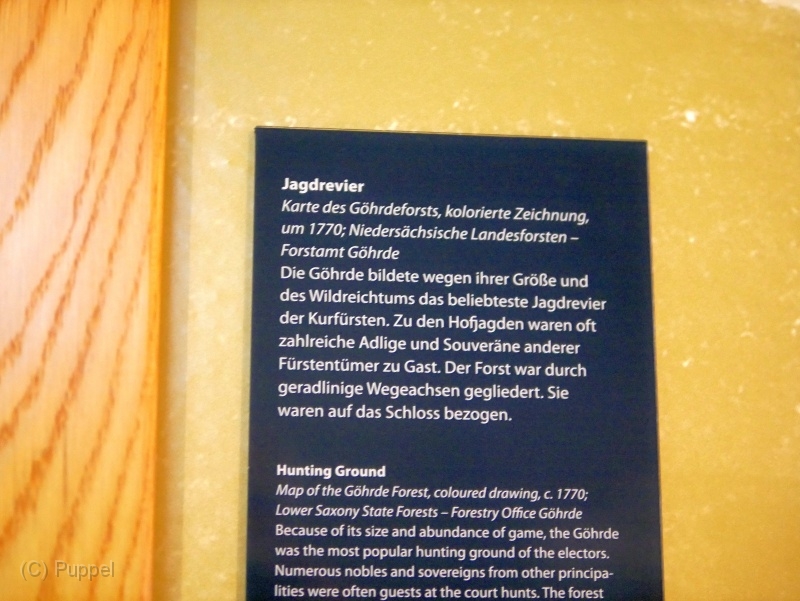 Jagdrevier
Karte des Göhrdeforsts, kolorierte Zeichnung,
um 1770; Niedersächsische Landesforsten –
Forstamt Göhrde
Die Göhrde bildete wegen ihrer Größe und
des Wildreichtums das beliebteste Jagdrevier
der Kurfürsten. Zu den Hofjagden waren oft
zahlreiche Adlige und Souveräne anderer
Fürstentümer zu Gast. Der Forst war durch
geradlinige Wegeachsen gegliedert. Sie
waren auf das Schloss bezogen.
Hunting Ground
Map of the Göhrde Forest, coloured drawing, c. 1770;
Lower Saxony State Forests – Forestry Office Göhrde
Because of its size and abundance of game, the Göhrde
was the most popular hunting ground of the electors.
Numerous nobles and sovereigns from other principa-
lities were often guests at the court hunts. The forest
(C) Puppel